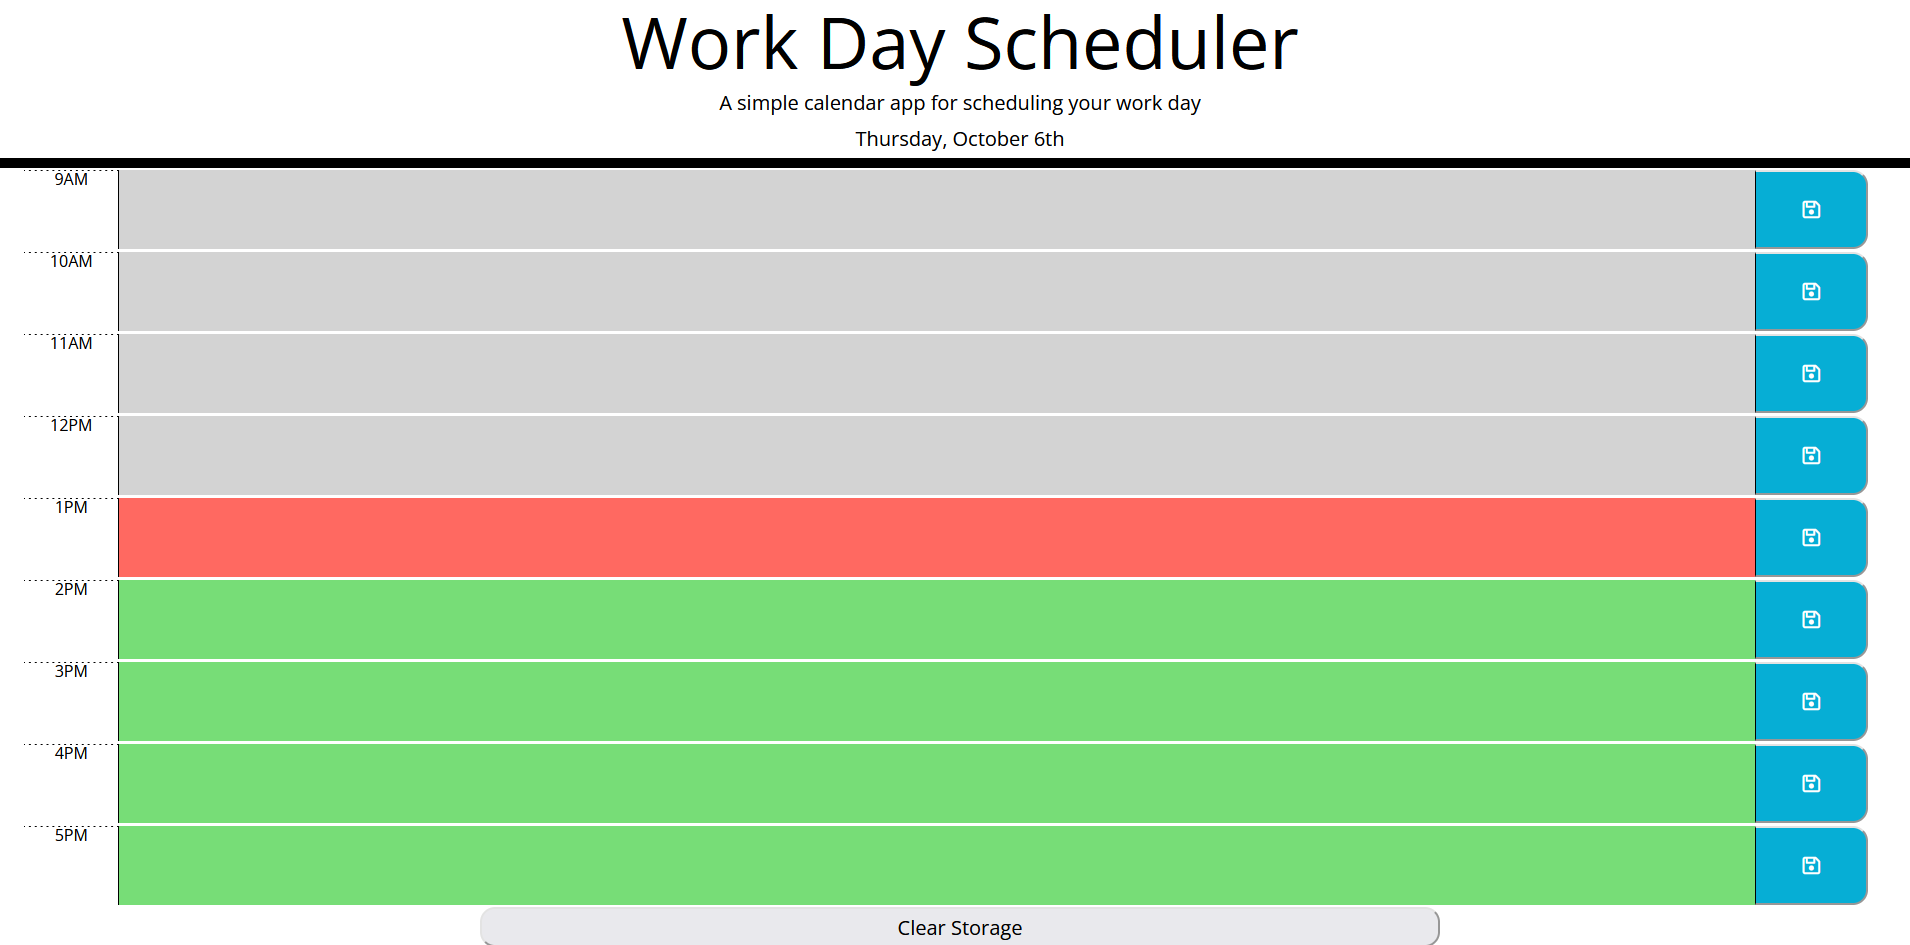 Work Day Scheduler
A simple calendar app for scheduling your work day
Thursday, October 6th
9AM
10AM
11AM
12PM
1PM
2PM
3PM
4PM
5PM
Clear Storage